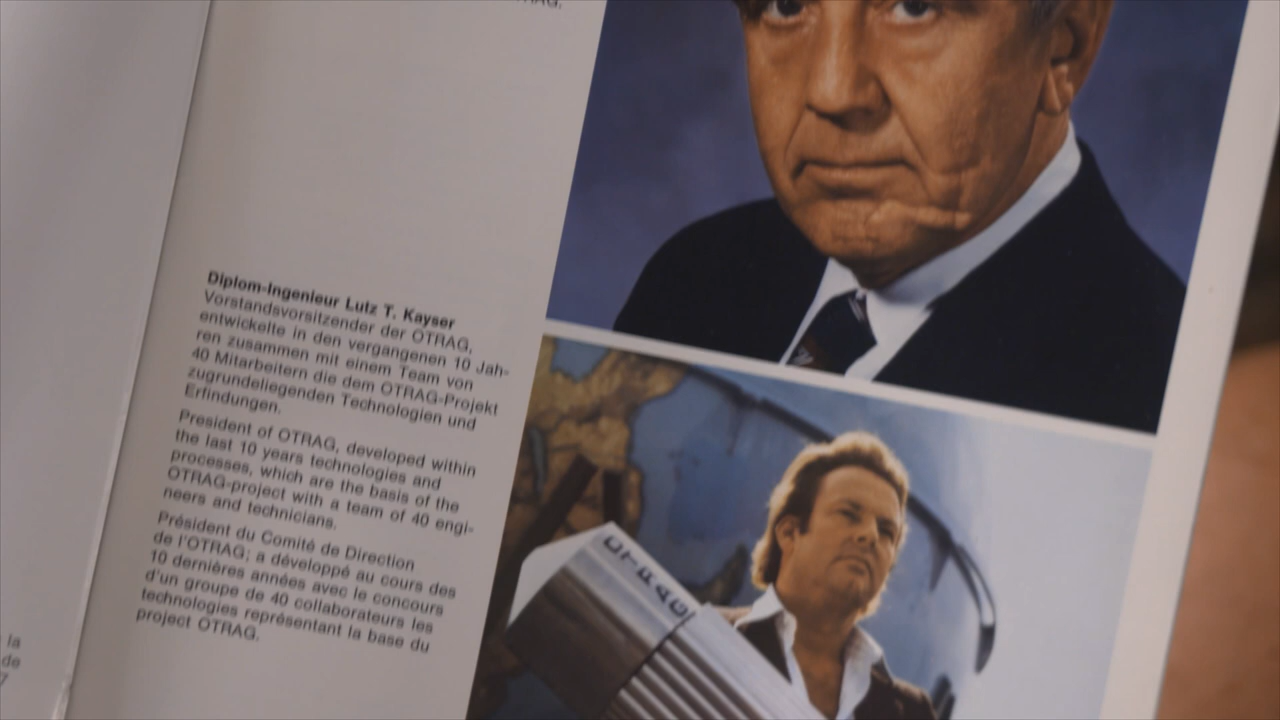 OTRAG.
Diplom-Ingenieur Lutz T. Kayser
Vorstandsvorsitzender der OTRAG,
entwickelte in den vergangenen 10 Jah-
ren zusammen mit einem Team von
40 Mitarbeitern die dem OTRAG-Projekt
zugrundeliegenden Technologien und
Erfindungen.
President of OTRAG, developed within
the last 10 years technologies and
processes, which are the basis of the
OTRAG-project with a team of 40 engi-
neers and technicians.
Président du Comité de Direction
de l'OTRAG; a développé au cours des
10 dernières années avec le concours
d'un groupe de 40 collaborateurs les
technologies représentant la base du
project OTRAG.
la
de
7
OTRAG